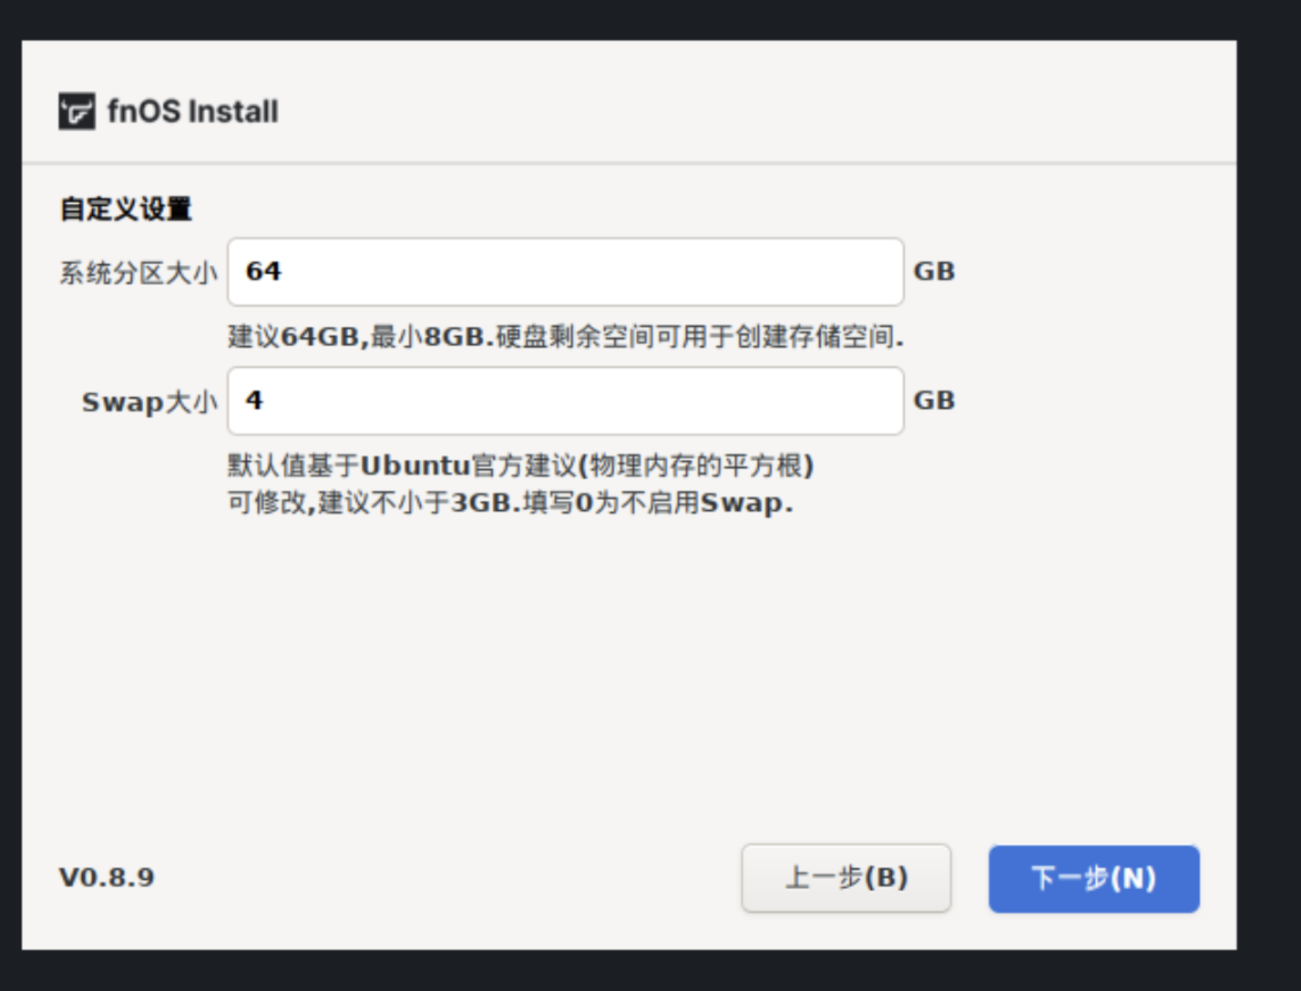 fnOS Install
自定义设置
系统分区大小 64 GB
建议64GB,最小8GB.硬盘剩余空间可用于创建存储空间.
Swap大小 4 GB
默认值基于Ubuntu官方建议(物理内存的平方根)
可修改,建议不小于3GB.填写0为不启用Swap.
V0.8.9 上一步(B) 下一步(N)